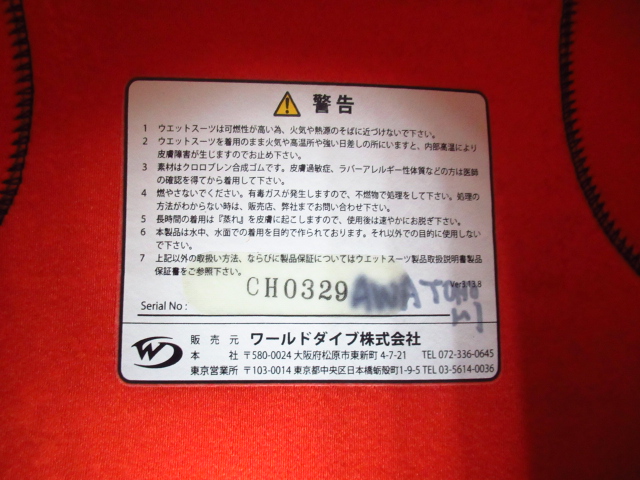 警告
1 ウエットスーツは可燃性が高い為、火気や熱源のそばに近づけないで下さい。
2 ウエットスーツを着用のまま火気や高温所や強い日差しの所にいますと、内部高温により
皮膚障害が生じますのでお止め下さい。
3 素材はクロロプレン合成ゴムです。皮膚過敏症、ラバーアレルギー性体質などの方は医師
の確認を得てから着用して下さい。
4 燃やさないでください。有毒ガスが発生しますので、不燃物で処理をして下さい。処理の
方法がわからない時は、販売店、弊社までお問い合わせ下さい。
5 長時間の着用は『蒸れ』を皮膚に起こしますので、使用後は速やかにお脱ぎ下さい。
6 本製品は水中、水面での着用を目的で作られております。それ以外での目的に使用しない
で下さい。
7 上記以外の取扱い方法、ならびに製品保証についてはウエットスーツ製品取扱説明書製品
保証書をご参照下さい。
Ver3.13.8
Serial No : CH0329 AWA
販売元 ワールドダイブ株式会社
本社 〒580-0024 大阪府松原市東新町 4-7-21 TEL 072-336-0645
東京営業所 〒103-0014 東京都中央区日本橋蛎殻町1-9-5 TEL 03-5614-0036